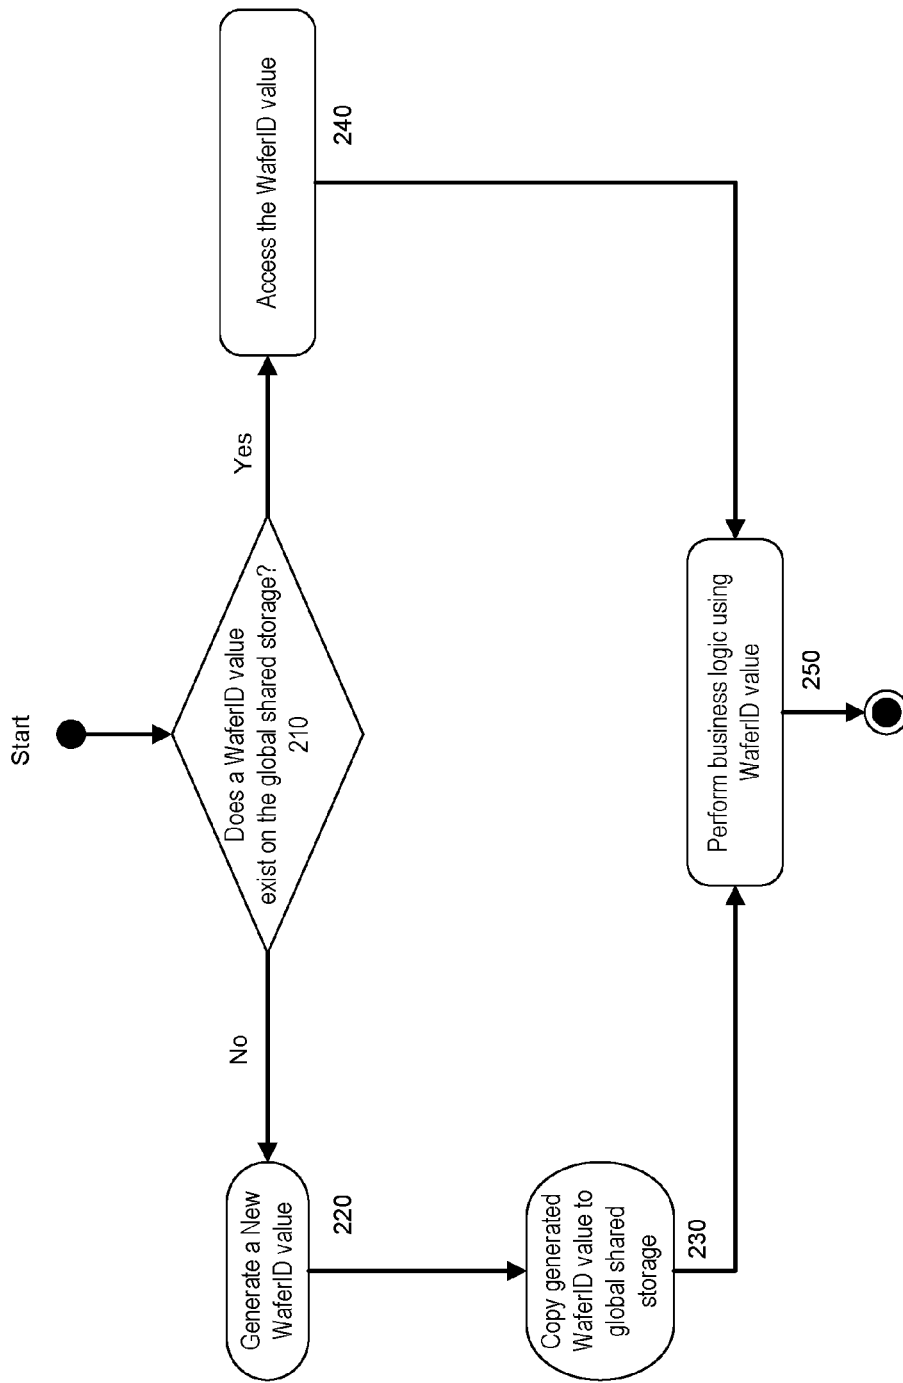 Start
Does a WaferID value
exist on the global shared storage?
210
No
Yes
Generate a New
WaferID value
220
Access the WaferID value
240
Copy generated
WaferID value to
global shared
storage
230
Perform business logic using
WaferID value
250